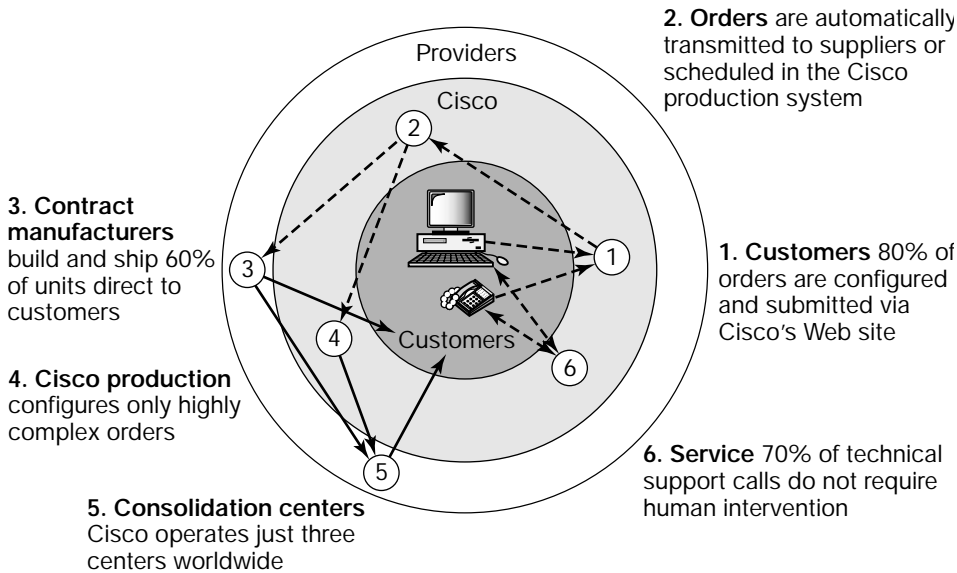 Providers
Cisco
Customers
1
2
3
4
5
6
1. Customers 80% of
orders are configured
and submitted via
Cisco's Web site
2. Orders are automatically
transmitted to suppliers or
scheduled in the Cisco
production system
3. Contract
manufacturers
build and ship 60%
of units direct to
customers
4. Cisco production
configures only highly
complex orders
5. Consolidation centers
Cisco operates just three
centers worldwide
6. Service 70% of technical
support calls do not require
human intervention